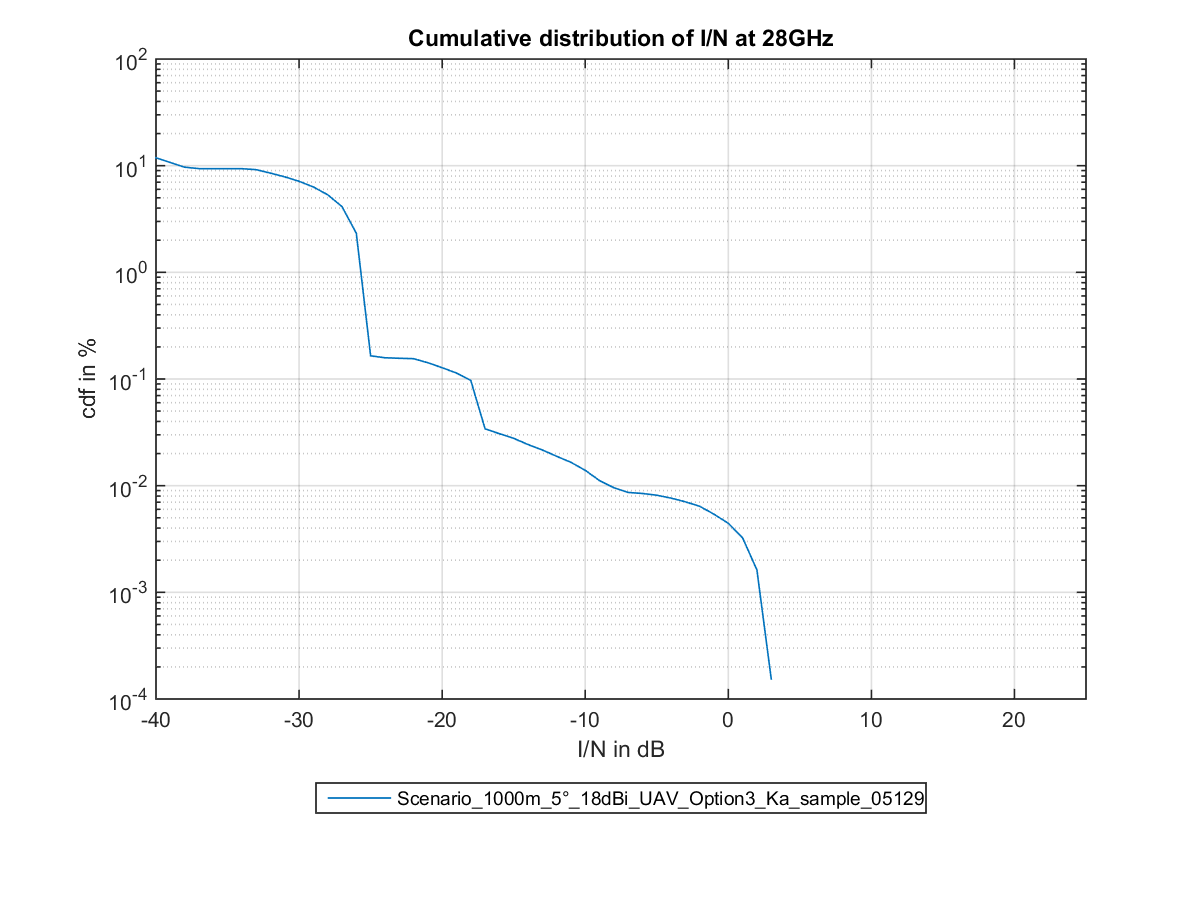 Cumulative distribution of I/N at 28GHz
10^2
10^1
10^0
10^-1
10^-2
10^-3
10^-4
cdf in %
-40 -30 -20 -10 0 10 20
I/N in dB
Scenario_1000m_5°_18dBi_UAV_Option3_Ka_sample_05129